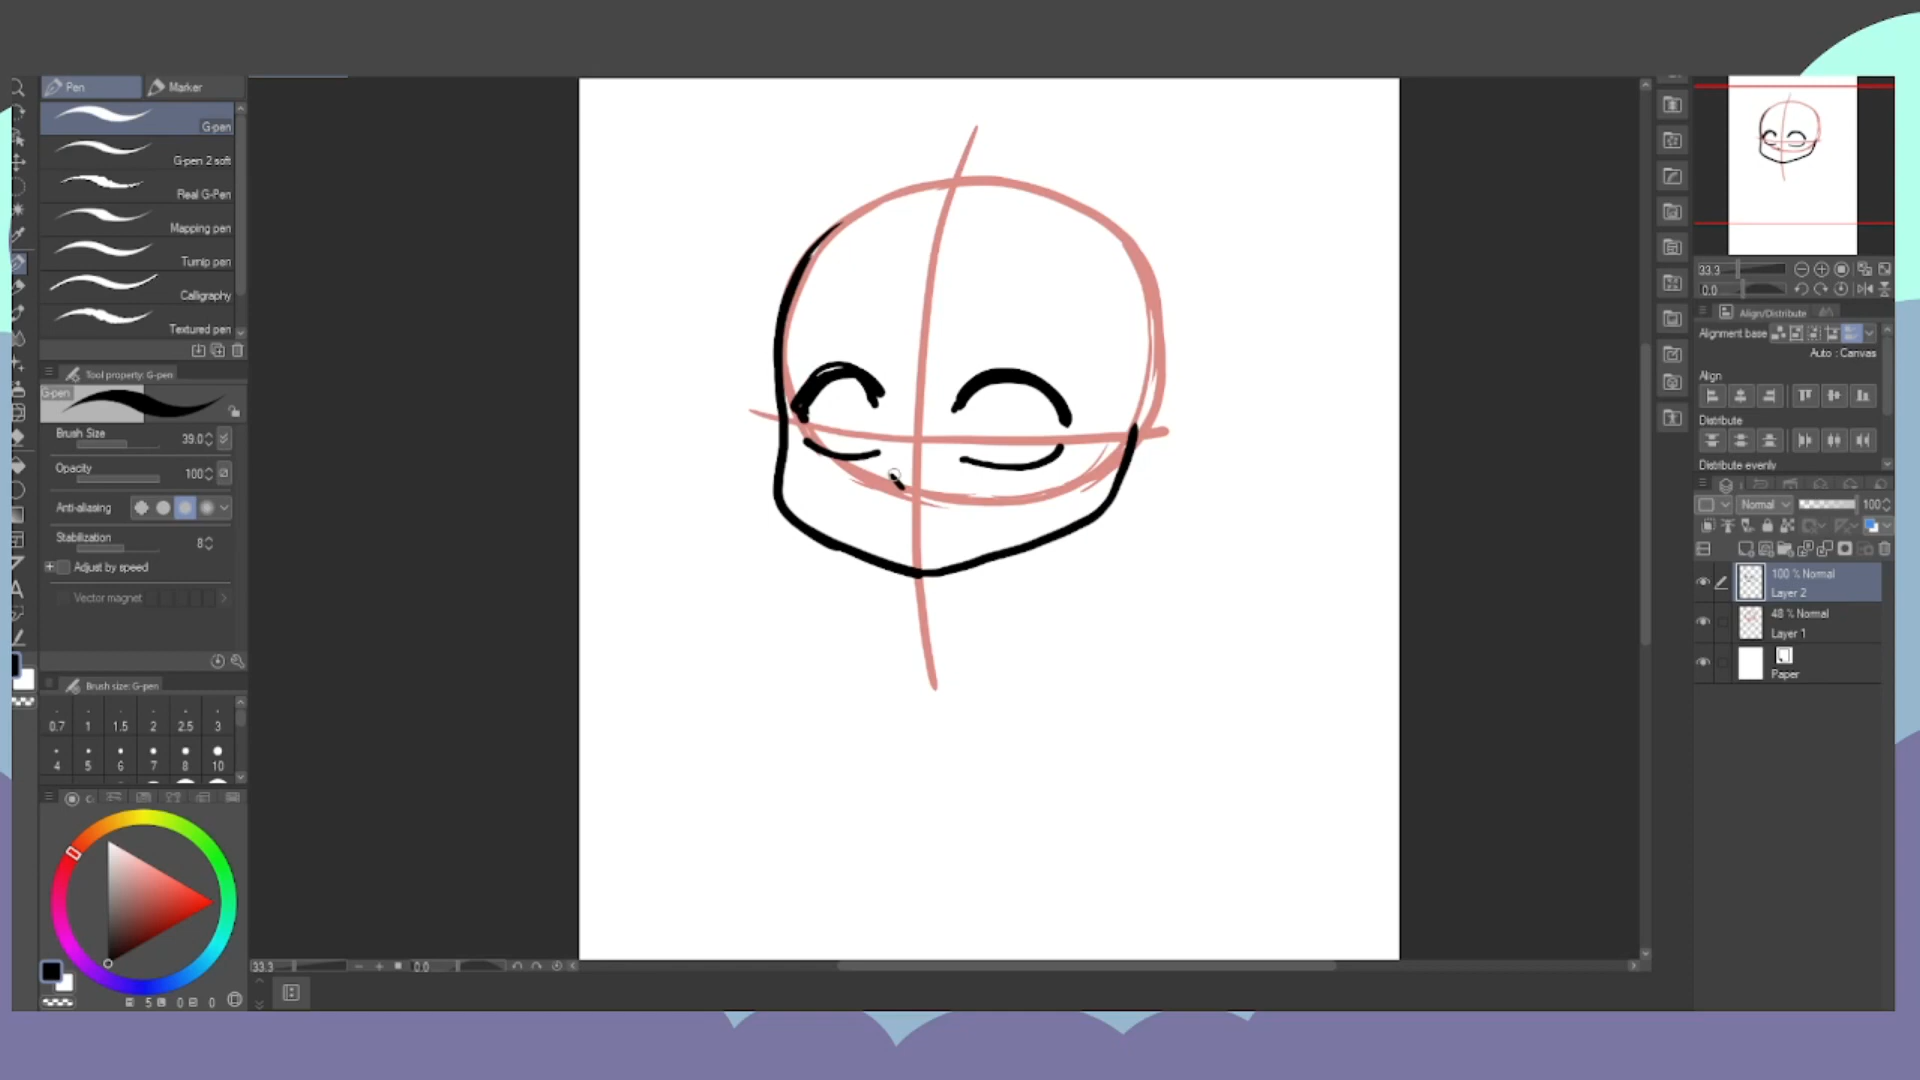 Pen
Marker
G-pen
G-pen 2 soft
Real G-Pen
Mapping pen
Turnip pen
Calligraphy
Textured pen
Tool property: G-pen
G-pen
Brush Size 39.0
Opacity 100
Anti-aliasing
Stabilization 8
Adjust by speed
Vector magnet
Brush size: G-pen
0.7 1 1.5 2 2.5 3
4 5 6 7 8 10
5 0 0
33.3 0.0
33.3
0.0
Align/Distribute
Alignment base
Auto : Canvas
Align
Distribute
Distribute evenly
Normal 100
100 % Normal
Layer 2
48 % Normal
Layer 1
Paper